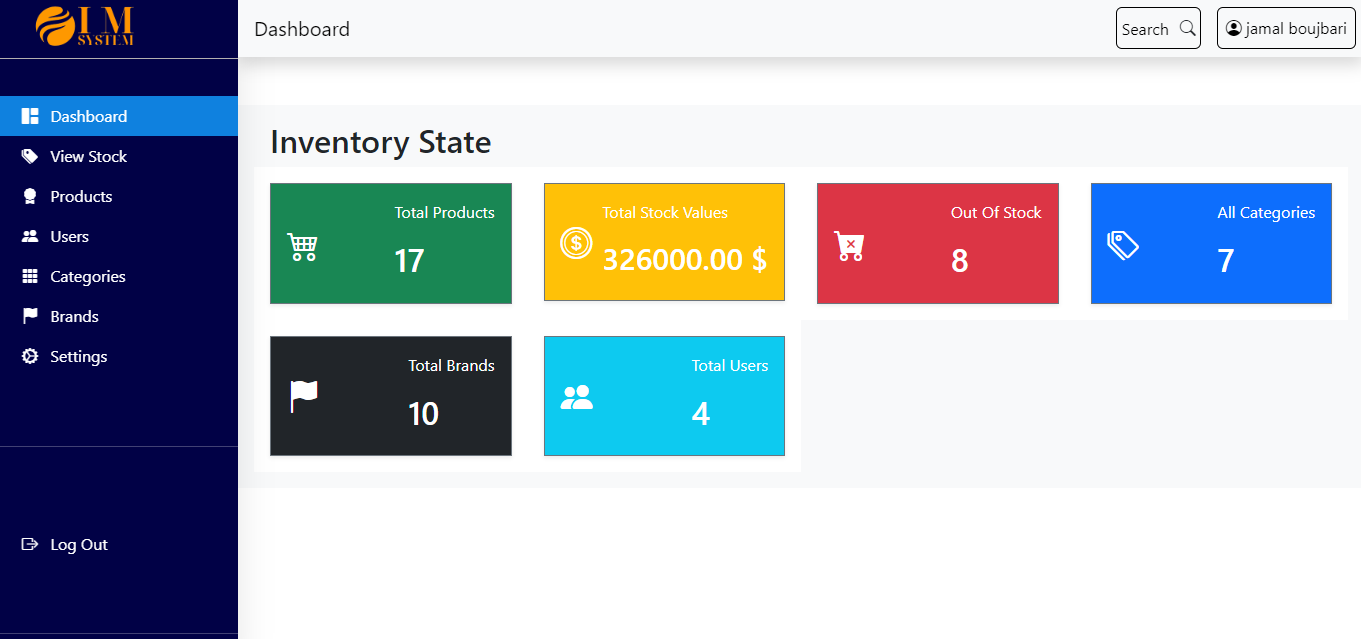 IM
SYSTEM
Dashboard
Search
jamal boujbari
Dashboard
View Stock
Products
Users
Categories
Brands
Settings
Log Out
Inventory State
Total Products
17
Total Stock Values
326000.00 $
Out Of Stock
8
All Categories
7
Total Brands
10
Total Users
4